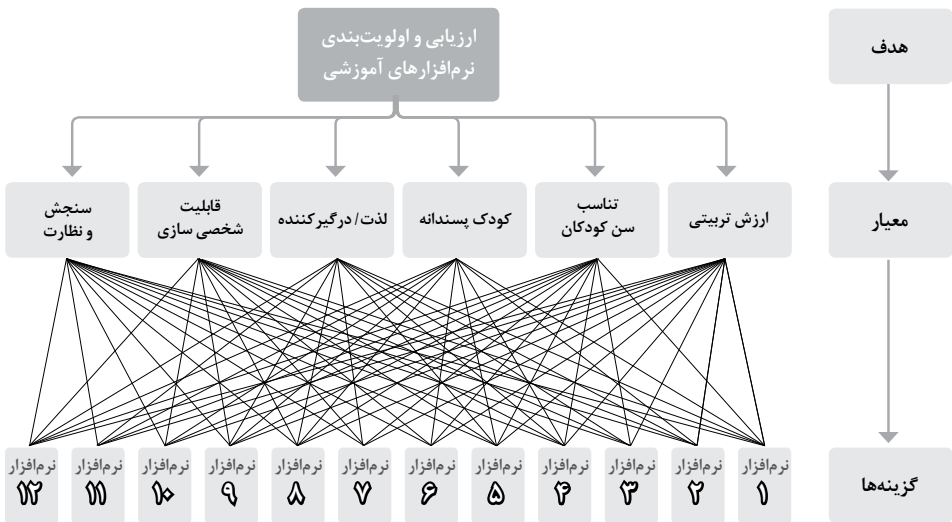 ارزیابی و اولویت‌بندی
نرم‌افزارهای آموزشی
هدف
ارزش تربیتی
تناسب
سن کودکان
کودک پسندانه
لذت/ درگیر کننده
قابلیت
شخصی سازی
سنجش
و نظارت
معیار
نرم‌افزار
۱
نرم‌افزار
۲
نرم‌افزار
۳
نرم‌افزار
۴
نرم‌افزار
۵
نرم‌افزار
۶
نرم‌افزار
۷
نرم‌افزار
۸
نرم‌افزار
۹
نرم‌افزار
۱۰
نرم‌افزار
۱۱
نرم‌افزار
۱۲
گزینه‌ها